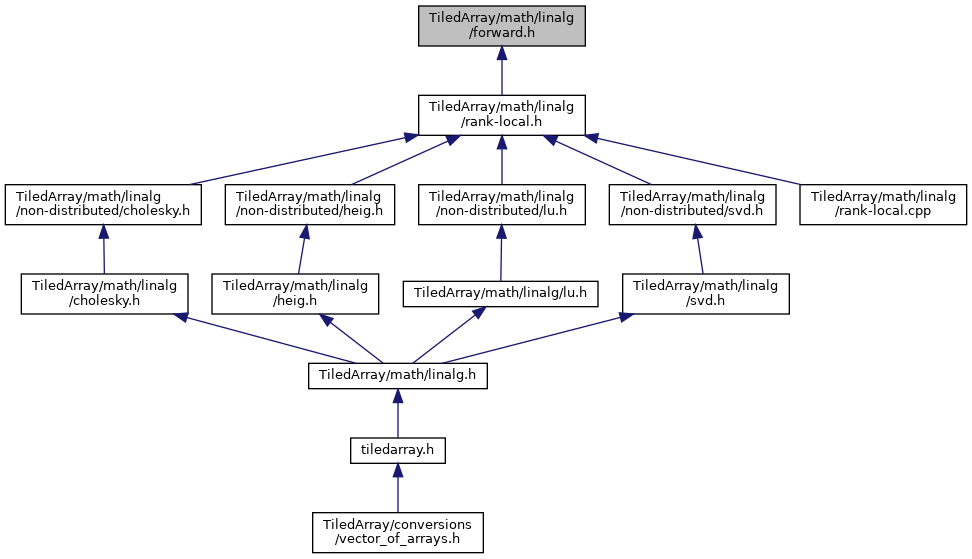 TiledArray/math/linalg
/forward.h
TiledArray/math/linalg
/rank-local.h
TiledArray/math/linalg
/non-distributed/cholesky.h
TiledArray/math/linalg
/non-distributed/heig.h
TiledArray/math/linalg
/non-distributed/lu.h
TiledArray/math/linalg
/non-distributed/svd.h
TiledArray/math/linalg
/rank-local.cpp
TiledArray/math/linalg
/cholesky.h
TiledArray/math/linalg
/heig.h
TiledArray/math/linalg/lu.h
TiledArray/math/linalg
/svd.h
TiledArray/math/linalg.h
tiledarray.h
TiledArray/conversions
/vector_of_arrays.h